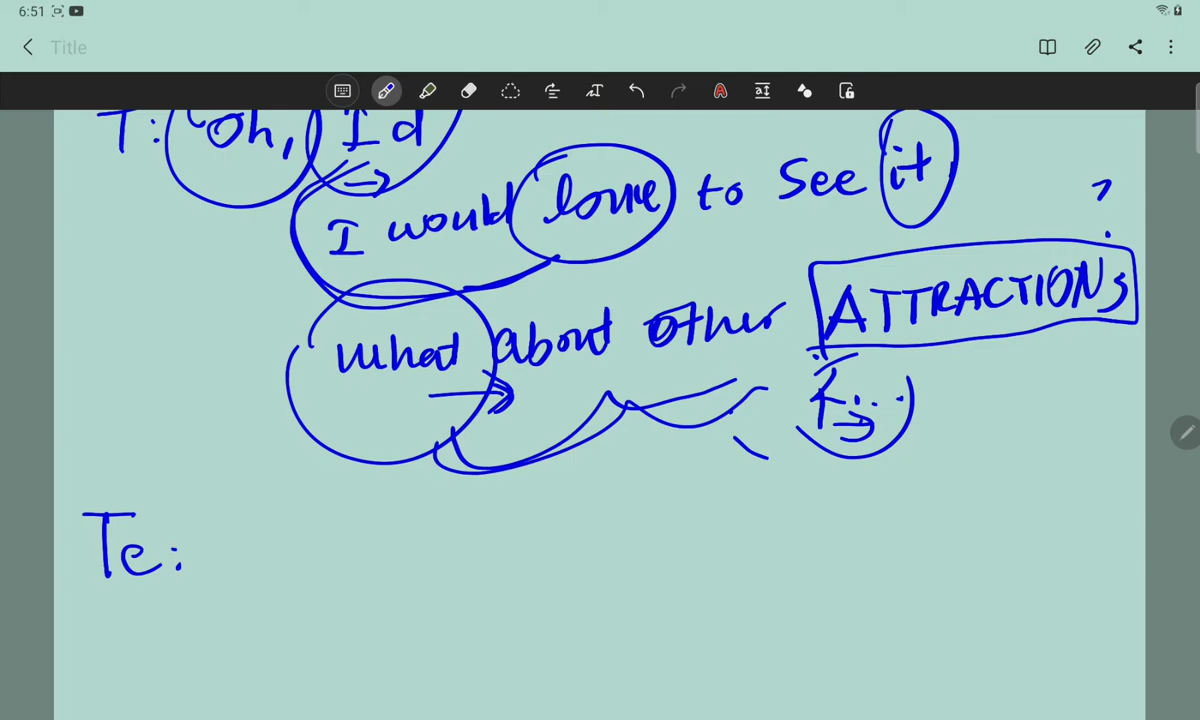 6:51
Title
T: Oh, I'd
I would love to see it
What about other ATTRACTIONS ?
Te: